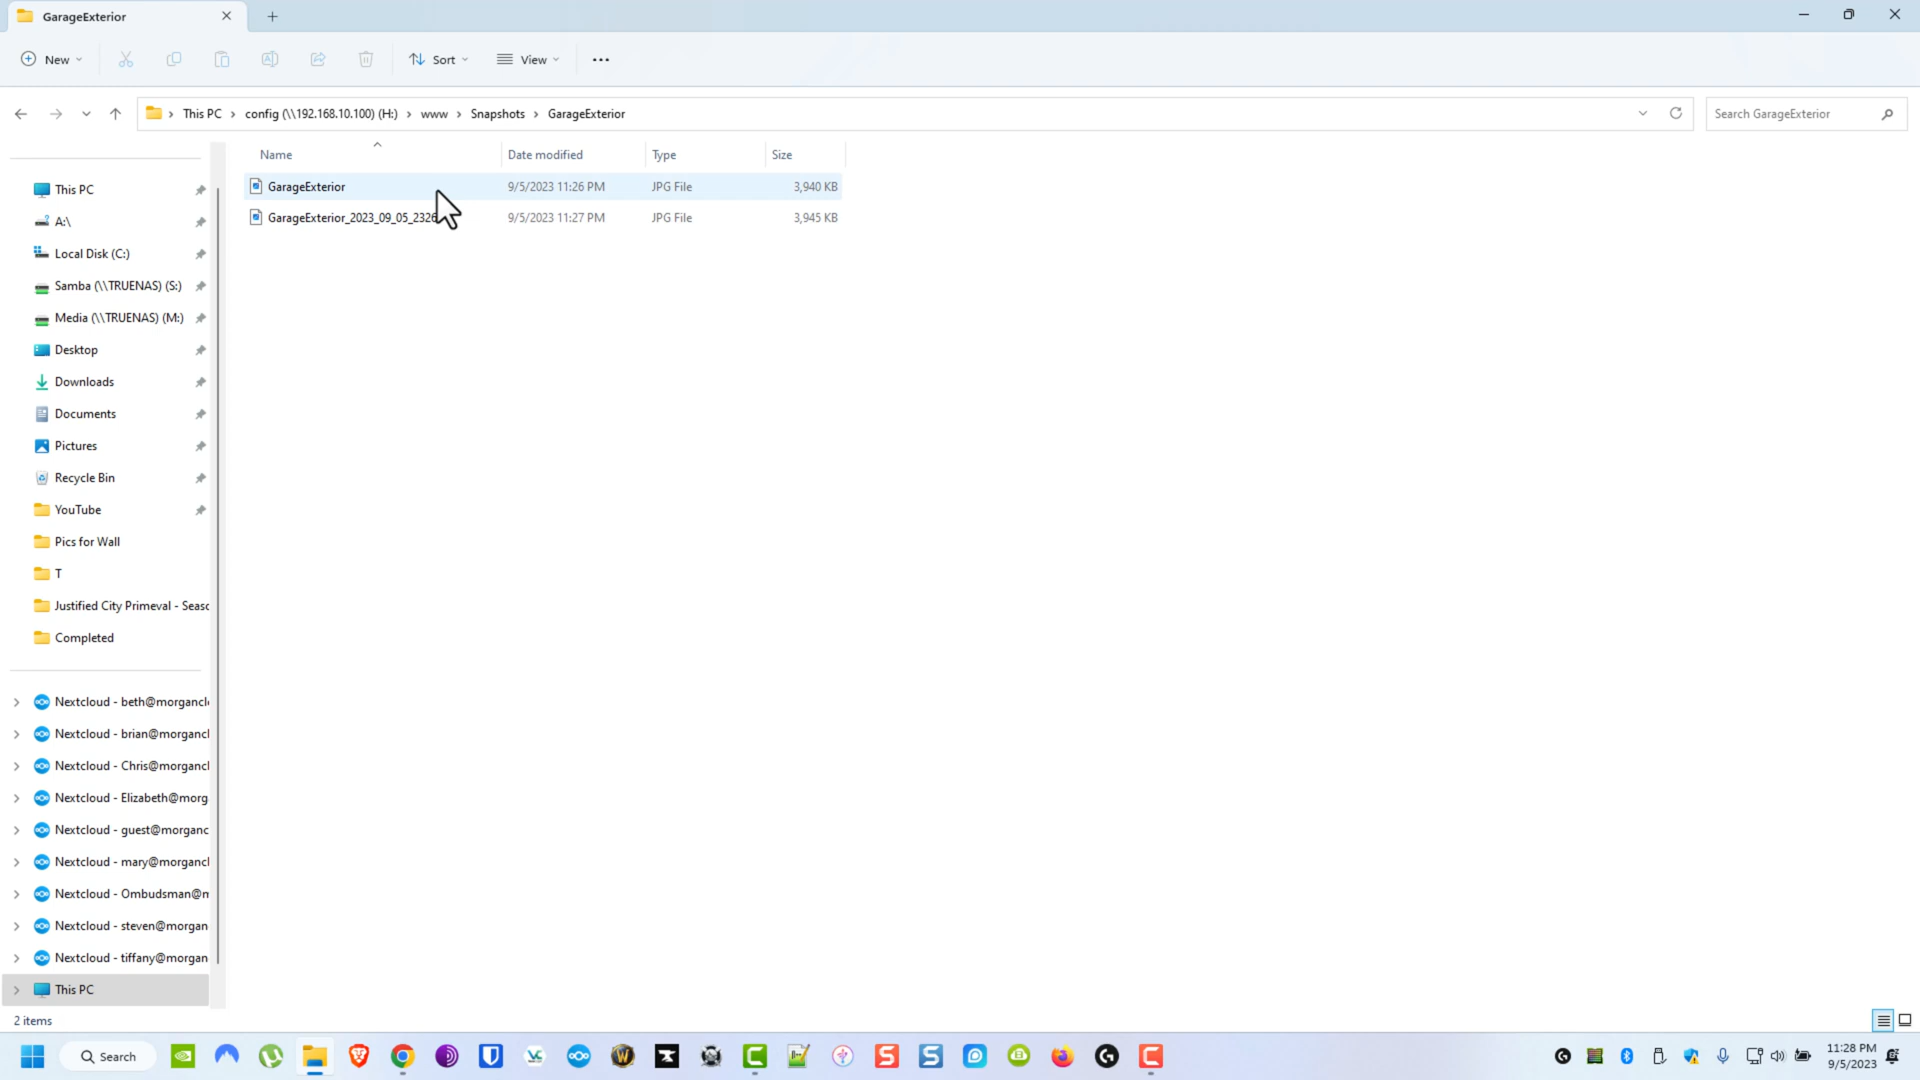 GarageExterior
New
Sort
View
This PC
config (\\192.168.10.100) (H:)
www
Snapshots
GarageExterior
Search GarageExterior
Name
Date modified
Type
Size
GarageExterior
9/5/2023 11:26 PM
JPG File
3,940 KB
GarageExterior_2023_09_05_2326
9/5/2023 11:27 PM
JPG File
3,945 KB
This PC
A:\
Local Disk (C:)
Samba (\\TRUENAS) (S:)
Media (\\TRUENAS) (M:)
Desktop
Downloads
Documents
Pictures
Recycle Bin
YouTube
Pics for Wall
T
Justified City Primeval - Seaso
Completed
Nextcloud - beth@morgancl
Nextcloud - brian@morganc
Nextcloud - Chris@morganc
Nextcloud - Elizabeth@morg
Nextcloud - guest@morganc
Nextcloud - mary@morganc
Nextcloud - Ombudsman@
Nextcloud - steven@morgan
Nextcloud - tiffany@morgan
This PC
2 items
Search
11:28 PM
9/5/2023